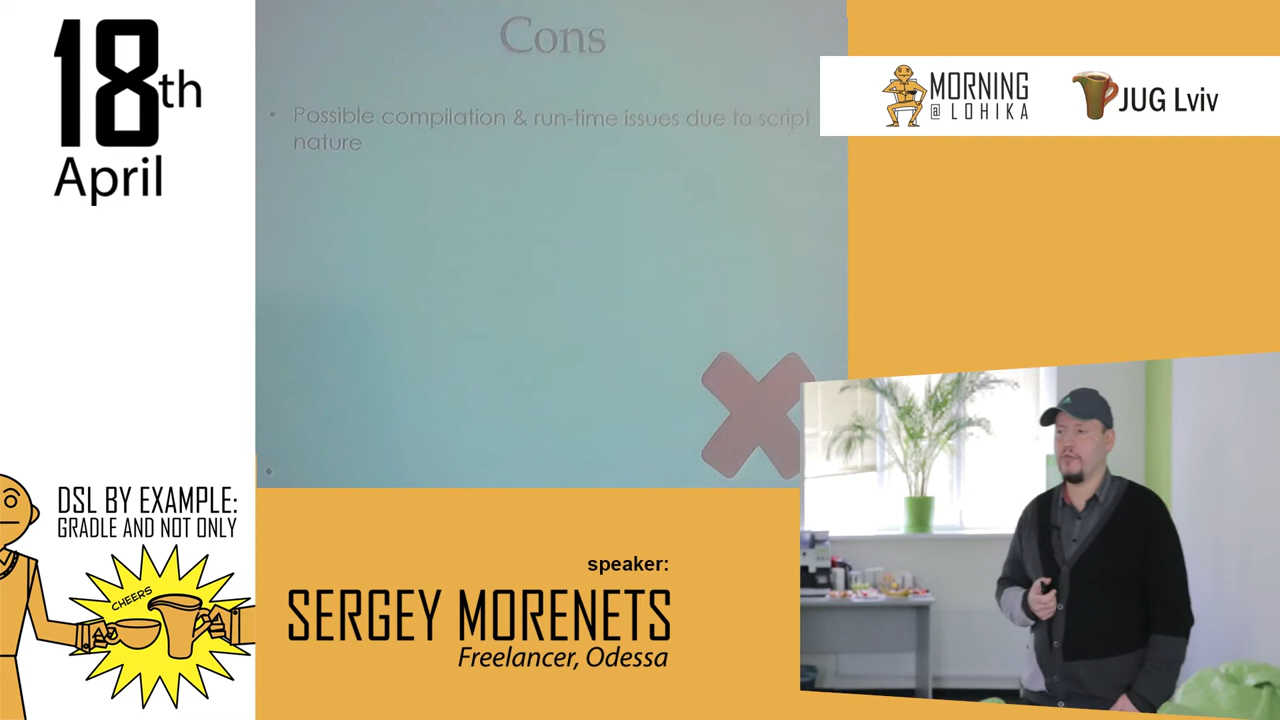 18th
April
Cons
• Possible compilation & run-time issues due to script
nature
MORNING
@ LOHIKA
JUG Lviv
DSL BY EXAMPLE:
GRADLE AND NOT ONLY
CHEERS
speaker:
SERGEY MORENETS
Freelancer, Odessa